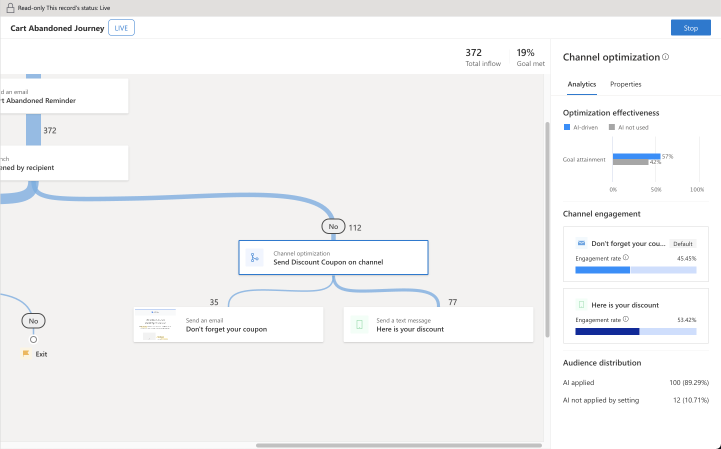 Read-only This record's status: Live
Cart Abandoned Journey
LIVE
Stop
372
Total inflow
19%
Goal met
Channel optimization
Analytics
Properties
Optimization effectiveness
AI-driven
AI not used
Goal attainment
57%
42%
0%
50%
100%
Channel engagement
Don't forget your cou...
Default
Engagement rate
45.45%
Here is your discount
Engagement rate
53.42%
Audience distribution
AI applied
100 (89.29%)
AI not applied by setting
12 (10.71%)
d an email
rt Abandoned Reminder
372
nch
ened by recipient
No
112
Channel optimization
Send Discount Coupon on channel
35
77
Send an email
Don't forget your coupon
Send a text message
Here is your discount
No
Exit